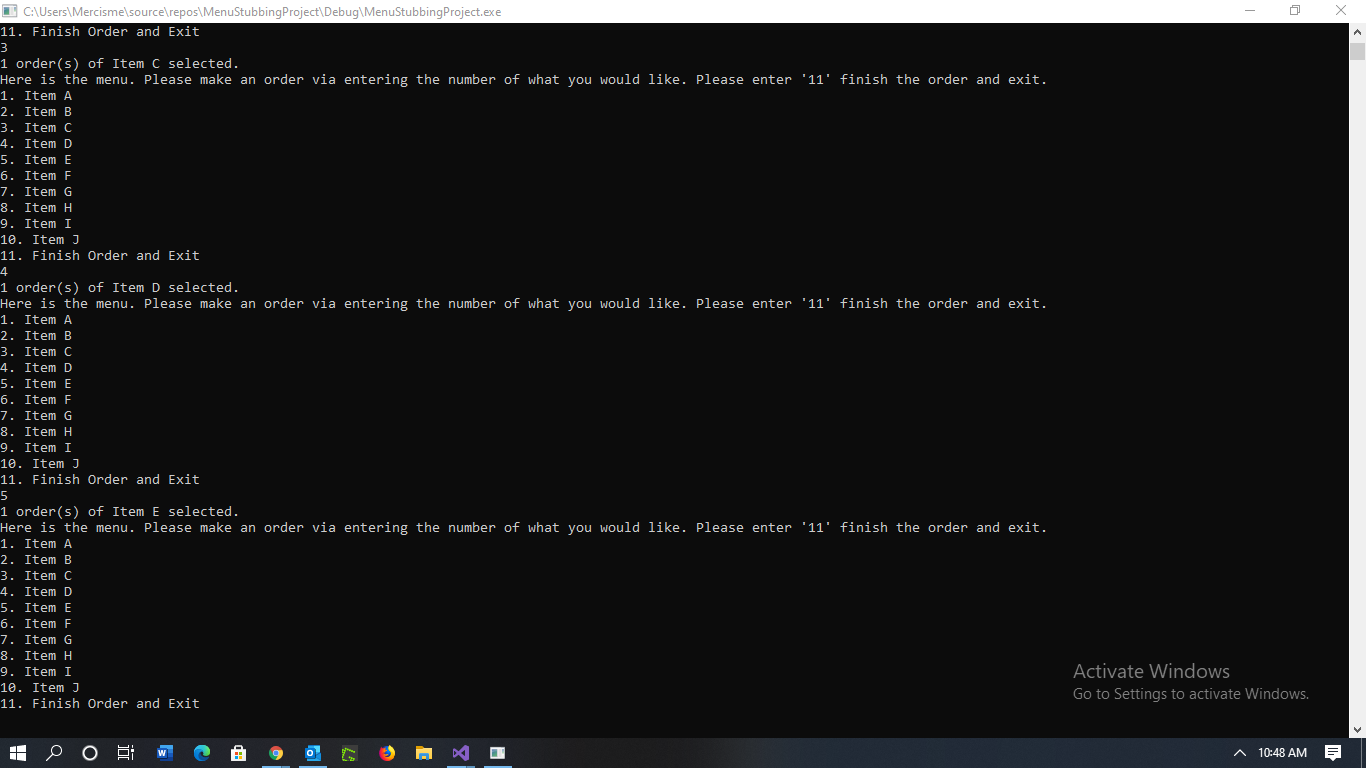 C:\Users\Mercisme\source\repos\MenuStubbingProject\Debug\MenuStubbingProject.exe
11. Finish Order and Exit
3
1 order(s) of Item C selected.
Here is the menu. Please make an order via entering the number of what you would like. Please enter '11' finish the order and exit.
1. Item A
2. Item B
3. Item C
4. Item D
5. Item E
6. Item F
7. Item G
8. Item H
9. Item I
10. Item J
11. Finish Order and Exit
4
1 order(s) of Item D selected.
Here is the menu. Please make an order via entering the number of what you would like. Please enter '11' finish the order and exit.
1. Item A
2. Item B
3. Item C
4. Item D
5. Item E
6. Item F
7. Item G
8. Item H
9. Item I
10. Item J
11. Finish Order and Exit
5
1 order(s) of Item E selected.
Here is the menu. Please make an order via entering the number of what you would like. Please enter '11' finish the order and exit.
1. Item A
2. Item B
3. Item C
4. Item D
5. Item E
6. Item F
7. Item G
8. Item H
9. Item I
10. Item J
11. Finish Order and Exit
Activate Windows
Go to Settings to activate Windows.
10:48 AM